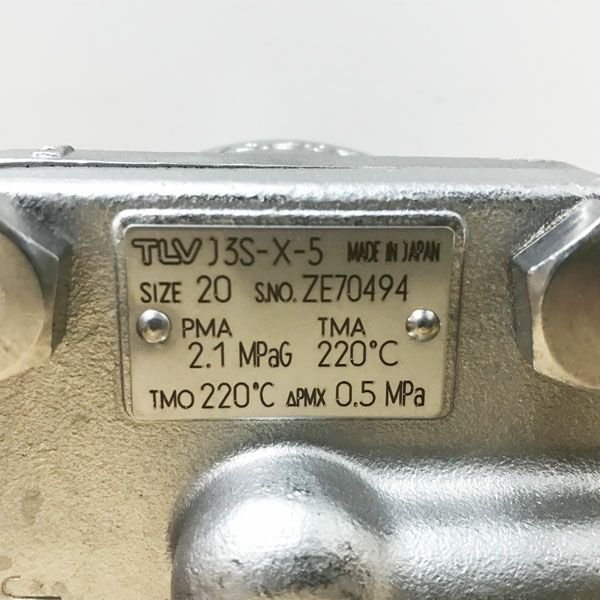 TLV J3S-X-5 MADE IN JAPAN
SIZE 20 S.NO. ZE70494
PMA TMA
2.1 MPaG 220°C
TMO 220°C ΔPMX 0.5 MPa